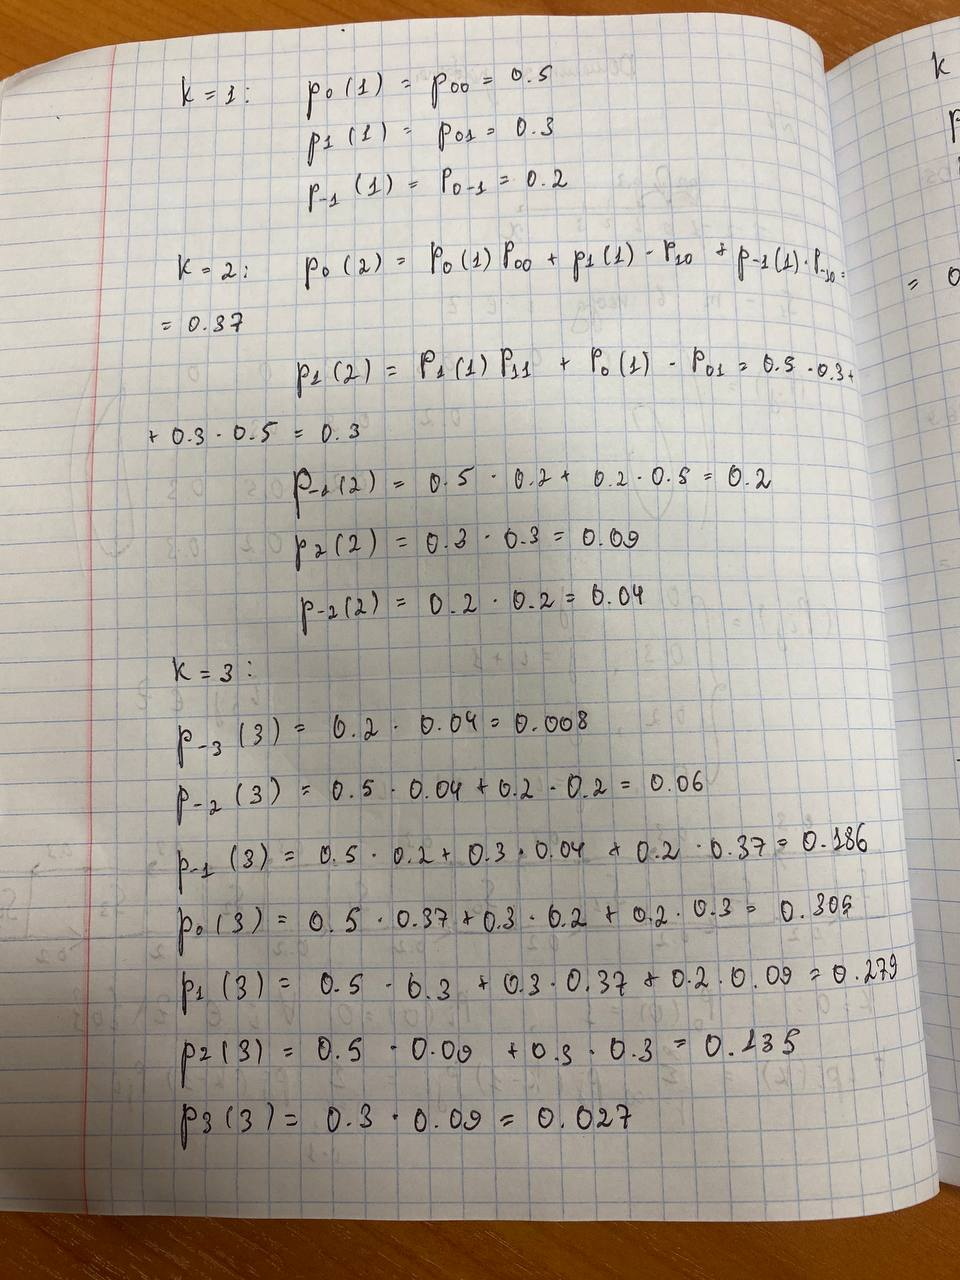 k = 1: p₀(1) = p₀₀ = 0.5
p₁(1) = p₀₁ = 0.3
p₋₁(1) = p₀₋₁ = 0.2
k = 2: p₀(2) = p₀(1) p₀₀ + p₁(1) · p₁₀ + p₋₁(1) · p₋₁₀ =
= 0.37
p₁(2) = p₁(1) p₁₁ + p₀(1) · p₀₁ = 0.5 · 0.3 +
+ 0.3 · 0.5 = 0.3
p₋₁(2) = 0.5 · 0.2 + 0.2 · 0.5 = 0.2
p₂(2) = 0.3 · 0.3 = 0.09
p₋₂(2) = 0.2 · 0.2 = 0.04
k = 3:
p₋₃(3) = 0.2 · 0.04 = 0.008
p₋₂(3) = 0.5 · 0.04 + 0.2 · 0.2 = 0.06
p₋₁(3) = 0.5 · 0.2 + 0.3 · 0.04 + 0.2 · 0.37 = 0.186
p₀(3) = 0.5 · 0.37 + 0.3 · 0.2 + 0.2 · 0.3 = 0.305
p₁(3) = 0.5 · 0.3 + 0.3 · 0.37 + 0.2 · 0.09 = 0.279
p₂(3) = 0.5 · 0.09 + 0.3 · 0.3 = 0.135
p₃(3) = 0.3 · 0.09 = 0.027
k
p
= 0